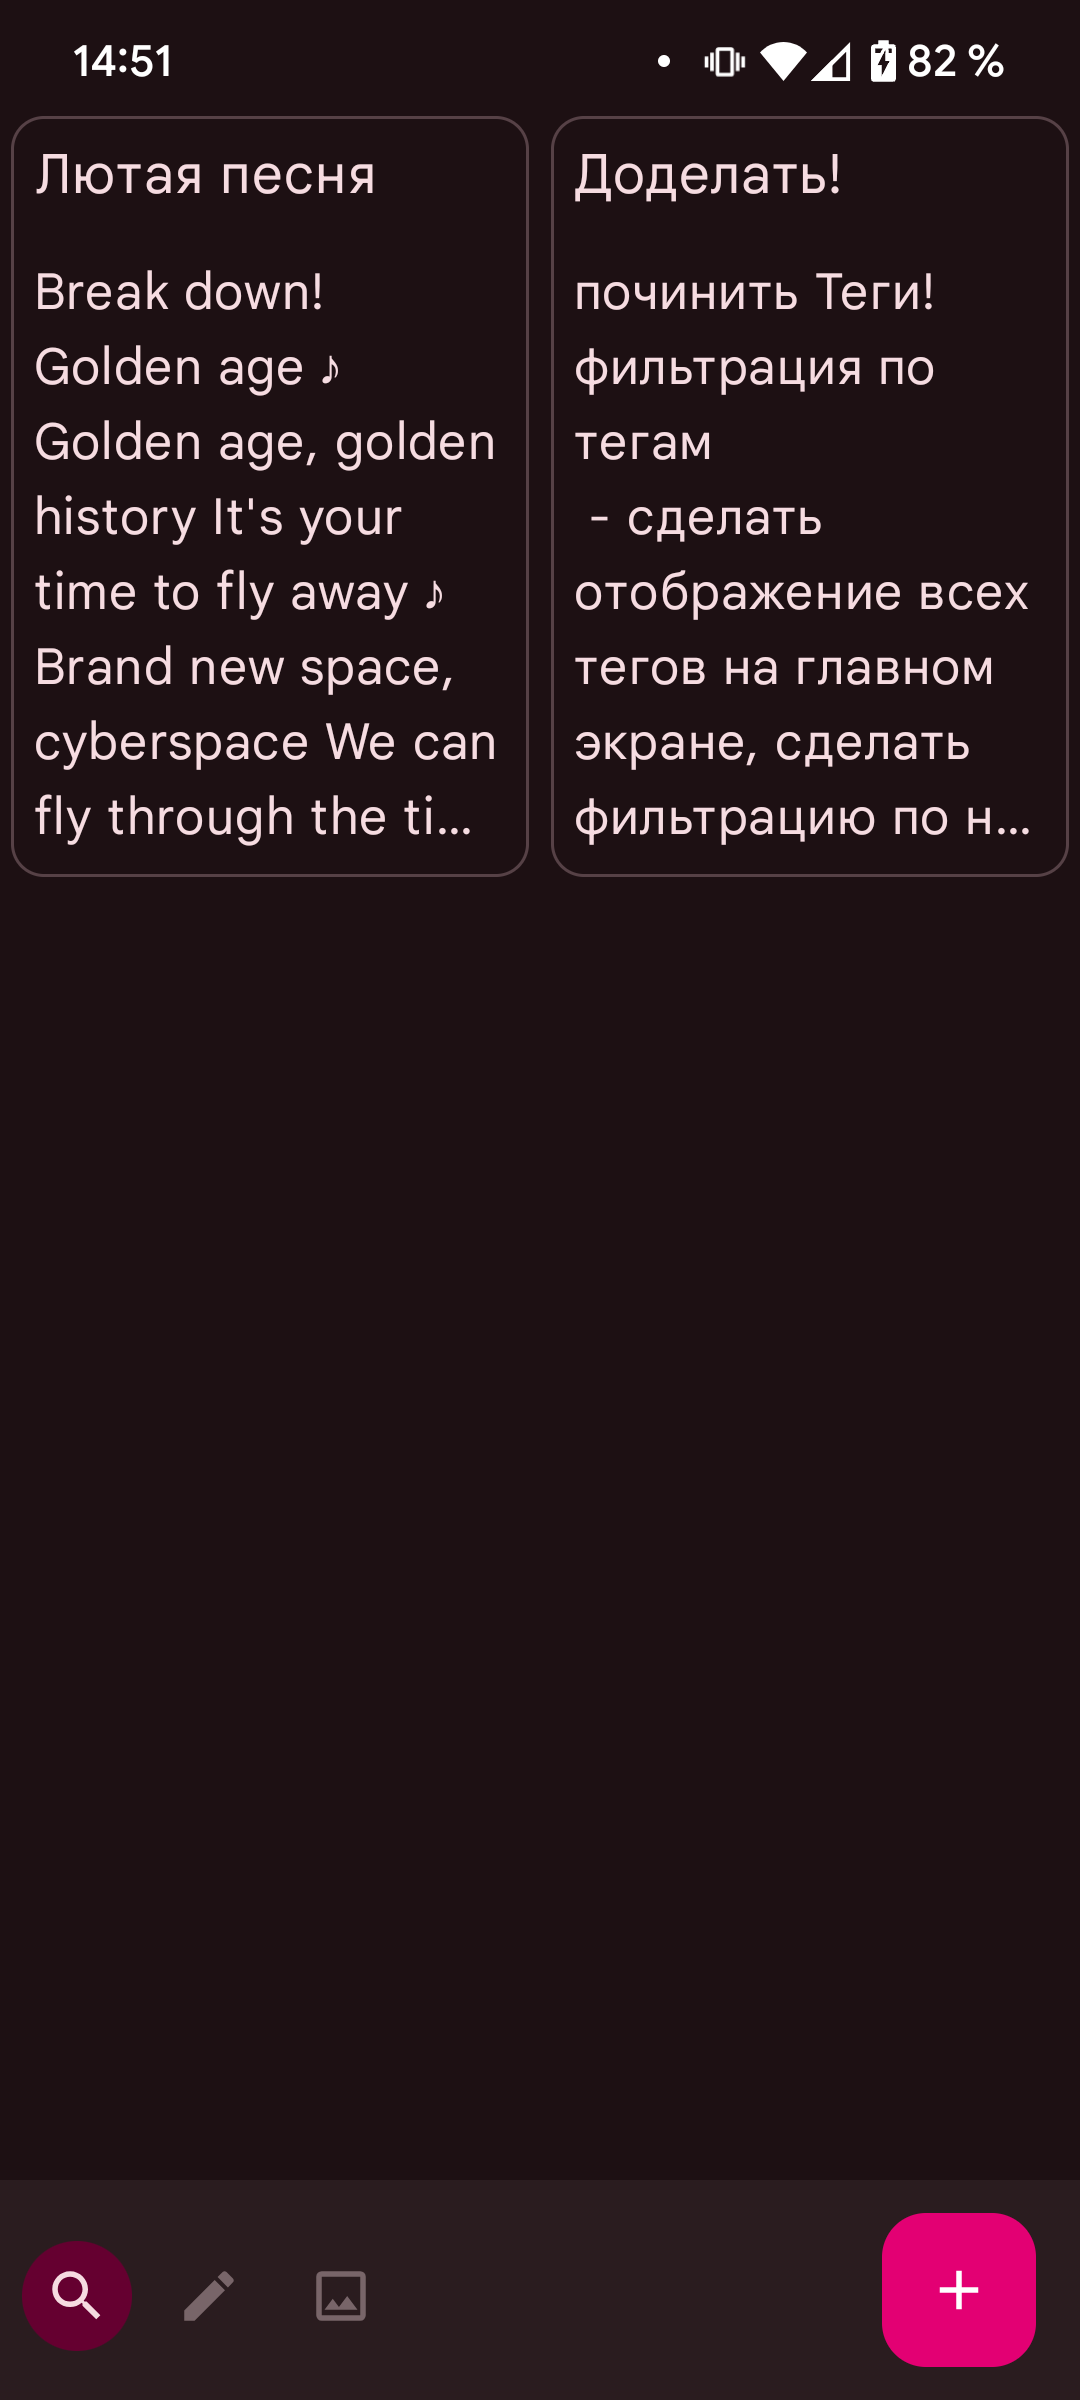 14:51
82 %
Лютая песня
Break down!
Golden age ♪
Golden age, golden
history It's your
time to fly away ♪
Brand new space,
cyberspace We can
fly through the ti...
Доделать!
починить Теги!
фильтрация по
тегам
- сделать
отображение всех
тегов на главном
экране, сделать
фильтрацию по н...